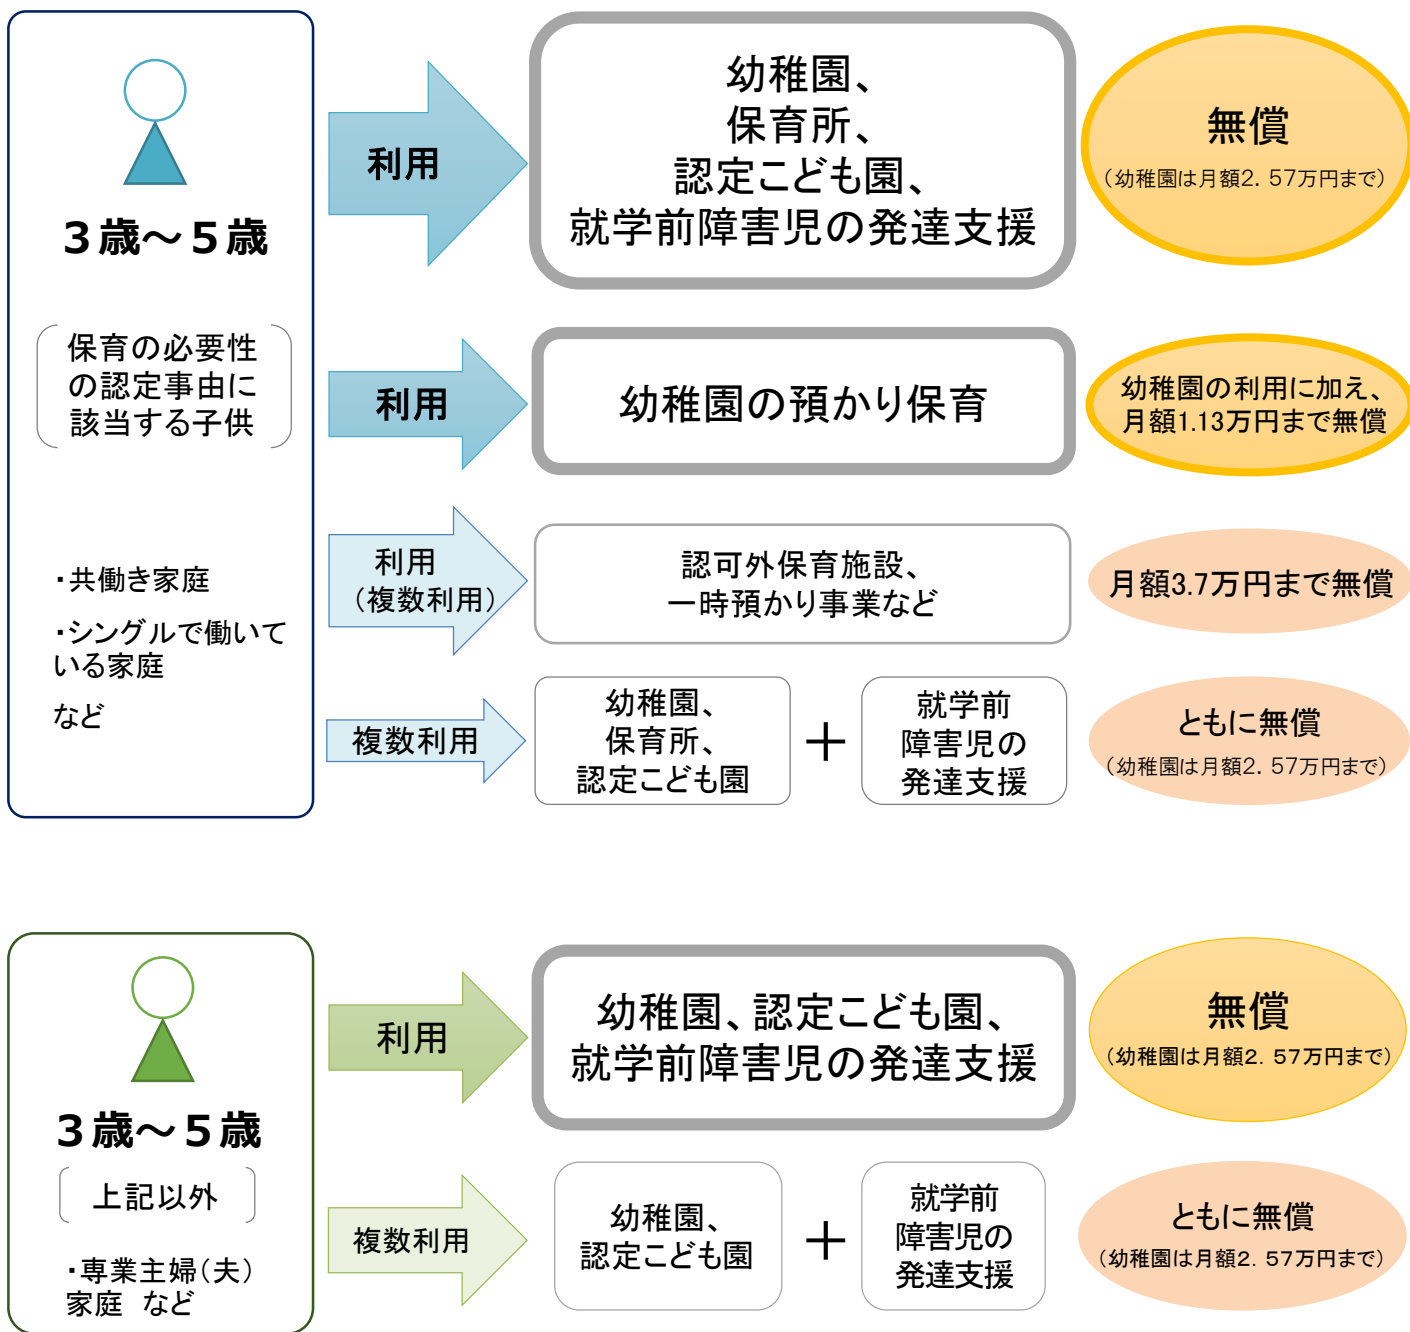 ３歳～５歳
保育の必要性
の認定事由に
該当する子供
・共働き家庭
・シングルで働いて
いる家庭
など
利用
幼稚園、
保育所、
認定こども園、
就学前障害児の発達支援
無償
（幼稚園は月額2．57万円まで）
利用
幼稚園の預かり保育
幼稚園の利用に加え、
月額1.13万円まで無償
利用
（複数利用）
認可外保育施設、
一時預かり事業など
月額3.7万円まで無償
複数利用
幼稚園、
保育所、
認定こども園
＋
就学前
障害児の
発達支援
ともに無償
（幼稚園は月額2．57万円まで）
３歳～５歳
上記以外
・専業主婦（夫）
家庭　など
利用
幼稚園、認定こども園、
就学前障害児の発達支援
無償
（幼稚園は月額2．57万円まで）
複数利用
幼稚園、
認定こども園
＋
就学前
障害児の
発達支援
ともに無償
（幼稚園は月額2．57万円まで）